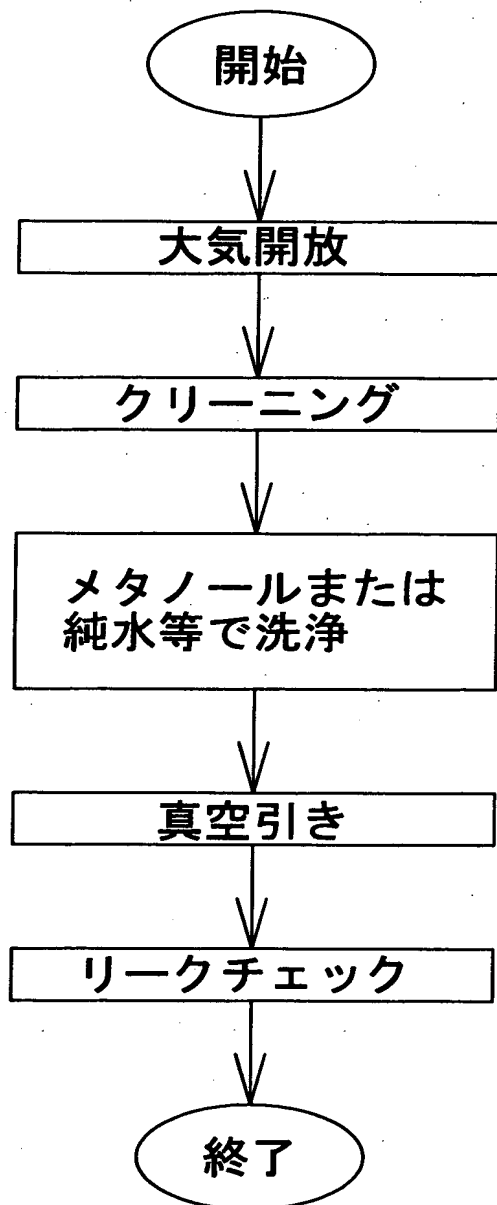 開始
大気開放
クリーニング
メタノールまたは
純水等で洗浄
真空引き
リークチェック
終了